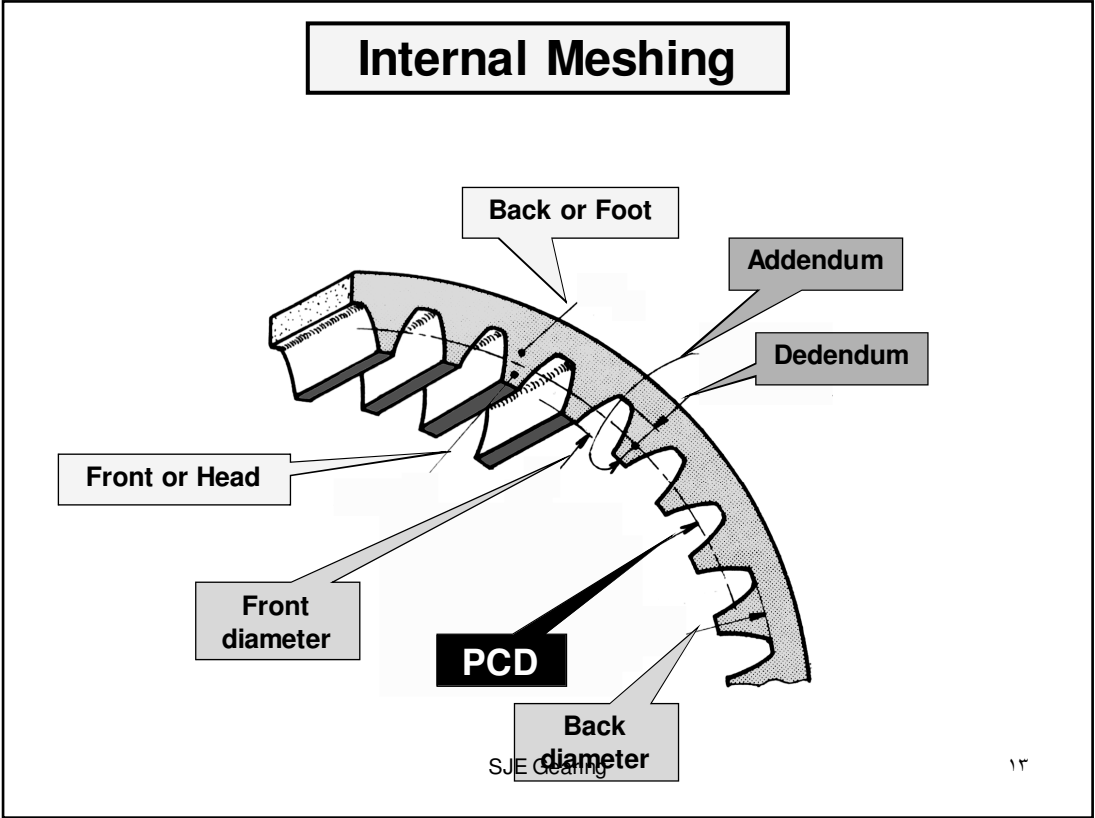 Internal Meshing
Back or Foot
Addendum
Dedendum
Front or Head
Front
diameter
PCD
Back
diameter
SJE Gearing
١٣